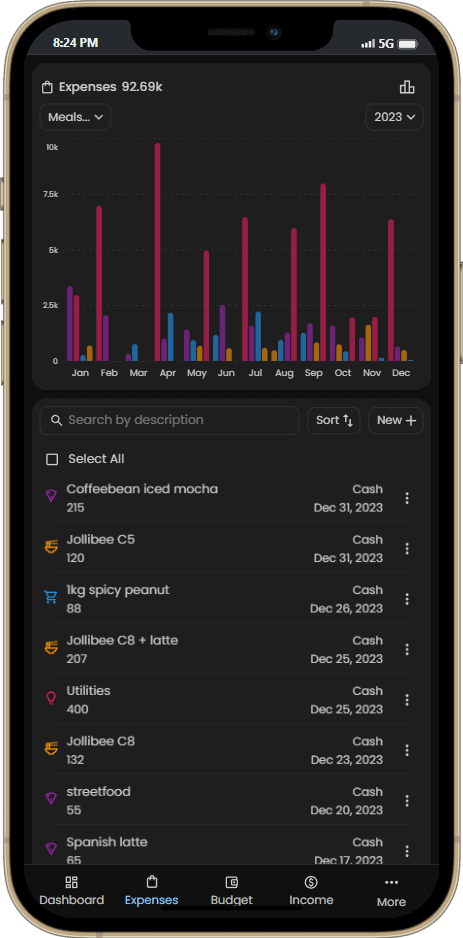 8:24 PM 5G
Expenses 92.69k
Meals... 2023
10k
7.5k
5k
2.5k
0
Jan Feb Mar Apr May Jun Jul Aug Sep Oct Nov Dec
Search by description Sort New
Select All
Coffeebean iced mocha Cash
215 Dec 31, 2023
Jollibee C5 Cash
120 Dec 31, 2023
1kg spicy peanut Cash
88 Dec 26, 2023
Jollibee C8 + latte Cash
207 Dec 25, 2023
Utilities Cash
400 Dec 25, 2023
Jollibee C8 Cash
132 Dec 23, 2023
streetfood Cash
55 Dec 20, 2023
Spanish latte Cash
65 Dec 17, 2023
Dashboard Expenses Budget Income More